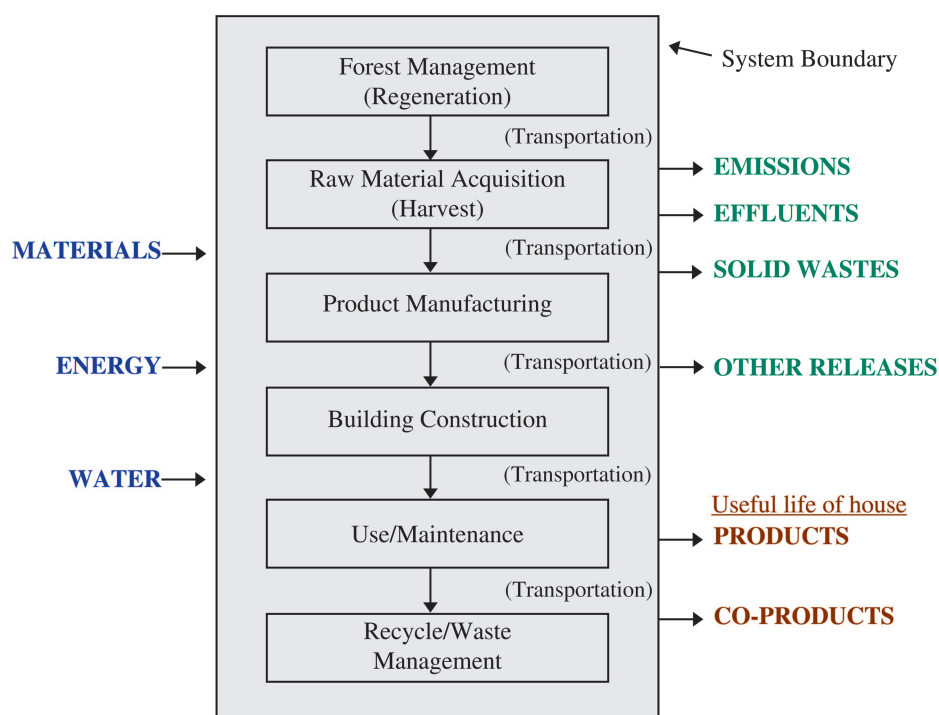 Forest Management
(Regeneration)
System Boundary
(Transportation)
Raw Material Acquisition
(Harvest)
EMISSIONS
EFFLUENTS
MATERIALS
(Transportation)
SOLID WASTES
Product Manufacturing
ENERGY
(Transportation)
OTHER RELEASES
Building Construction
WATER
(Transportation)
Useful life of house
PRODUCTS
Use/Maintenance
(Transportation)
CO-PRODUCTS
Recycle/Waste
Management